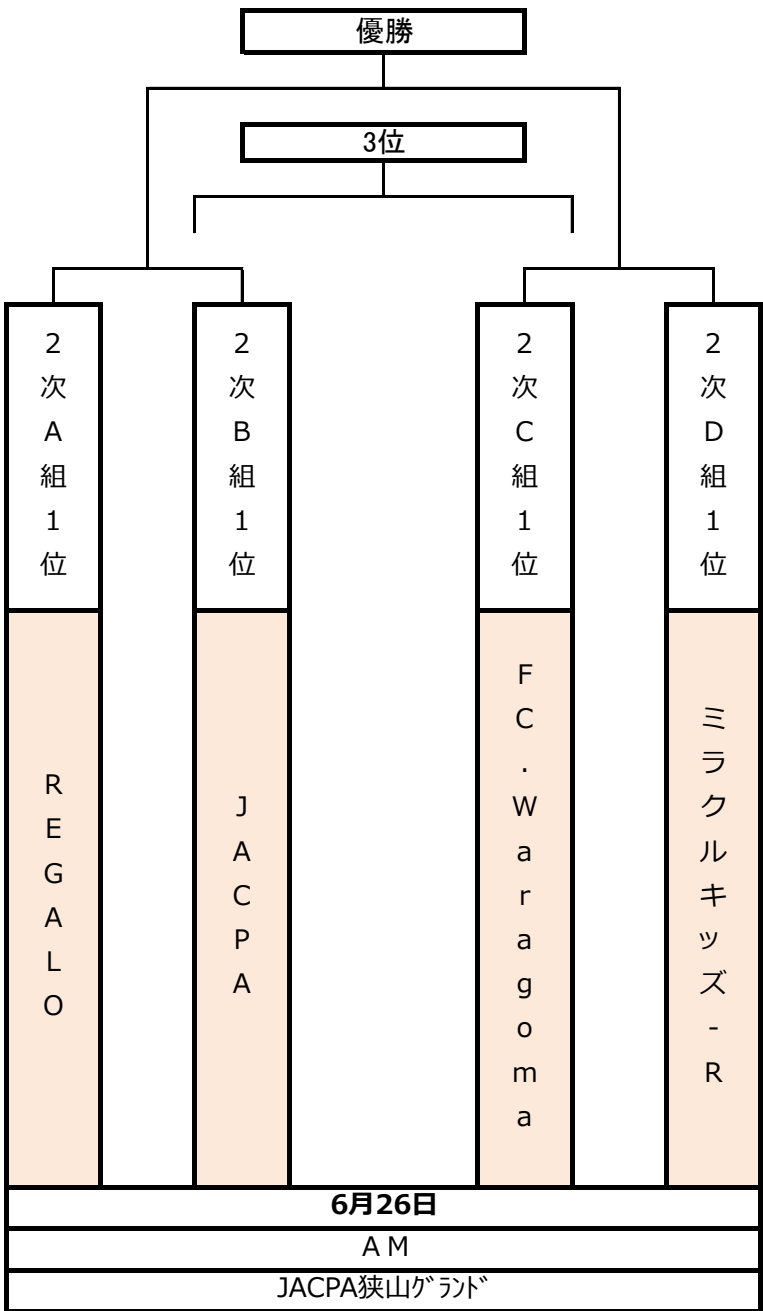 優勝
3位
2次A組1位
2次B組1位
2次C組1位
2次D組1位
REGALO
JACPA
FC.Waragoma
ミラクルキッズ-R
6月26日
AM
JACPA狭山ｸﾞﾗﾝﾄﾞ